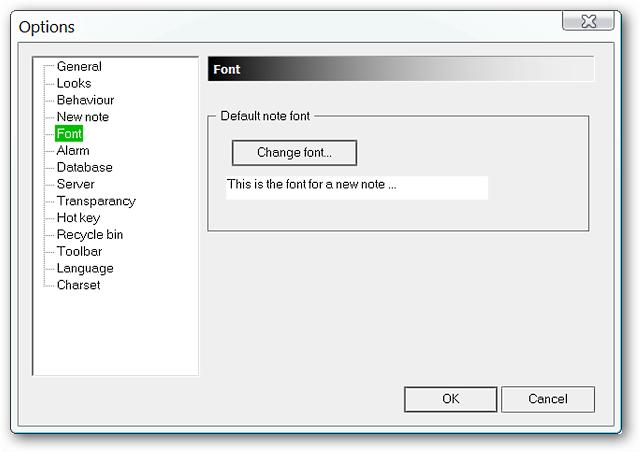 Options
General
Looks
Behaviour
New note
Font
Alarm
Database
Server
Transparancy
Hot key
Recycle bin
Toolbar
Language
Charset
Font
Default note font
Change font...
This is the font for a new note ...
OK
Cancel